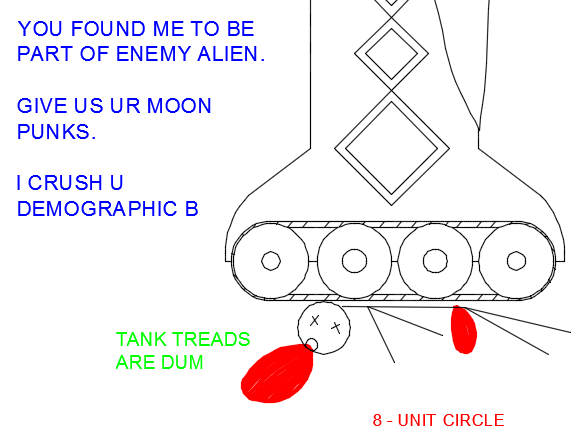 YOU FOUND ME TO BE
PART OF ENEMY ALIEN.
GIVE US UR MOON
PUNKS.
I CRUSH U
DEMOGRAPHIC B
TANK TREADS
ARE DUM
8 - UNIT CIRCLE